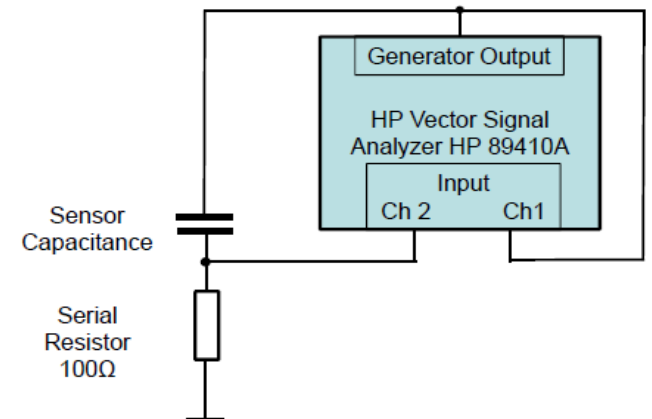 Generator Output
HP Vector Signal
Analyzer HP 89410A
Input
Ch 2 Ch1
Sensor
Capacitance
Serial
Resistor
100Ω